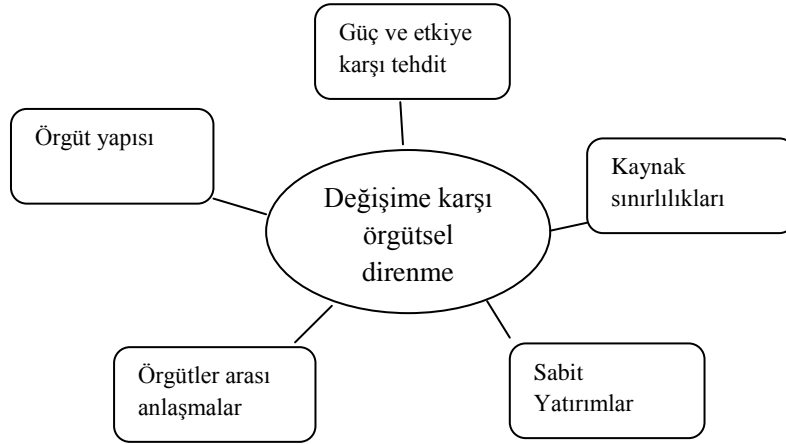 Güç ve etkiye
karşı tehdit
Örgüt yapısı
Kaynak
sınırlılıkları
Değişime karşı
örgütsel
direnme
Örgütler arası
anlaşmalar
Sabit
Yatırımlar